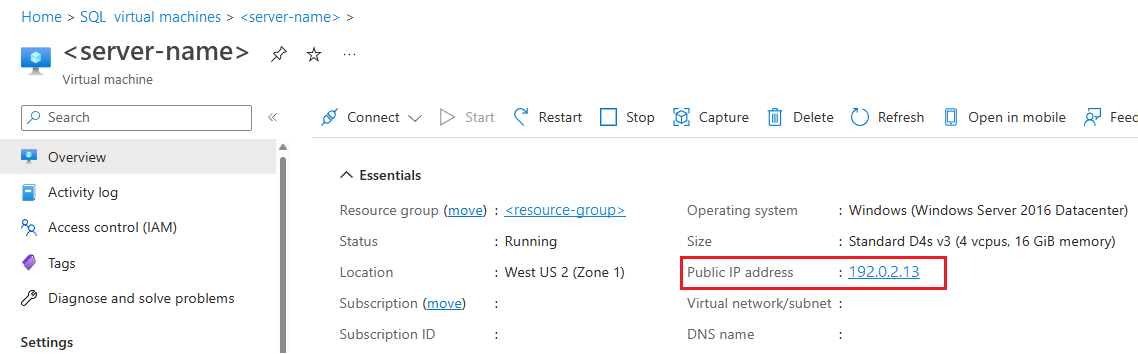 Home > SQL virtual machines > <server-name> >
<server-name> ...
Virtual machine
Search «
Connect Start Restart Stop Capture Delete Refresh Open in mobile Feed
Overview
Activity log
Access control (IAM)
Tags
Diagnose and solve problems
Settings
Essentials
Resource group (move) : <resource-group>
Status : Running
Location : West US 2 (Zone 1)
Subscription (move) :
Subscription ID :
Operating system : Windows (Windows Server 2016 Datacenter)
Size : Standard D4s v3 (4 vcpus, 16 GiB memory)
Public IP address : 192.0.2.13
Virtual network/subnet :
DNS name :